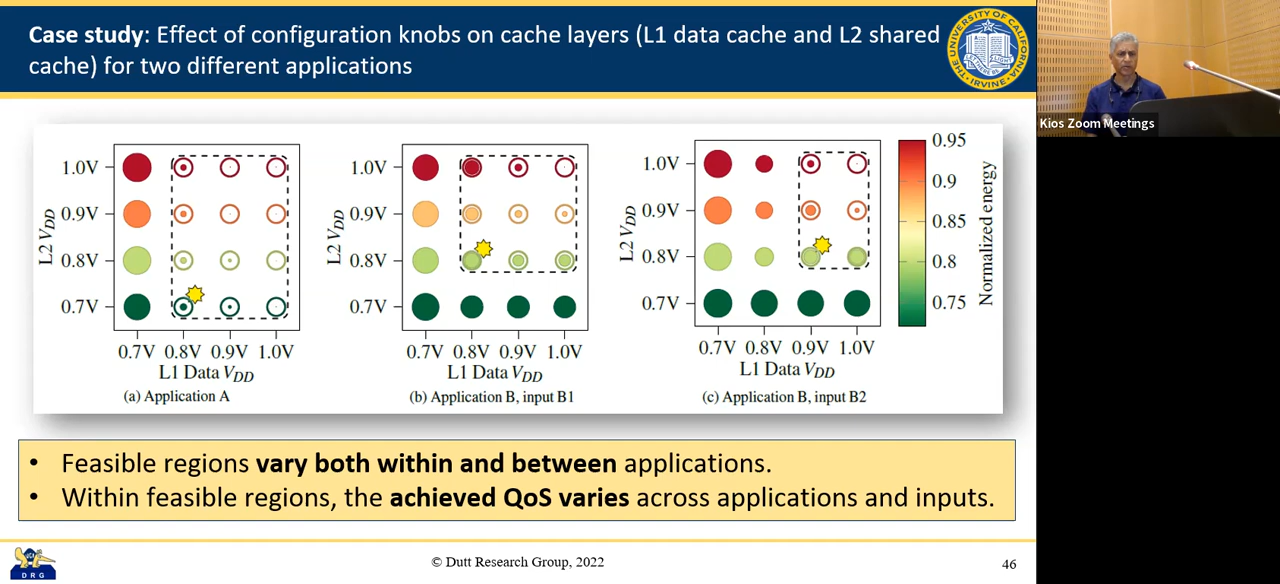 Case study: Effect of configuration knobs on cache layers (L1 data cache and L2 shared
cache) for two different applications
THE UNIVERSITY OF CALIFORNIA
IRVINE
Kios Zoom Meetings
L2 VDD
1.0V
0.9V
0.8V
0.7V
0.7V 0.8V 0.9V 1.0V
L1 Data VDD
(a) Application A
L2 VDD
1.0V
0.9V
0.8V
0.7V
0.7V 0.8V 0.9V 1.0V
L1 Data VDD
(b) Application B, input B1
L2 VDD
1.0V
0.9V
0.8V
0.7V
0.7V 0.8V 0.9V 1.0V
L1 Data VDD
(c) Application B, input B2
0.95
0.9
0.85
0.8
0.75
Normalized energy
• Feasible regions vary both within and between applications.
• Within feasible regions, the achieved QoS varies across applications and inputs.
D R G
© Dutt Research Group, 2022
46